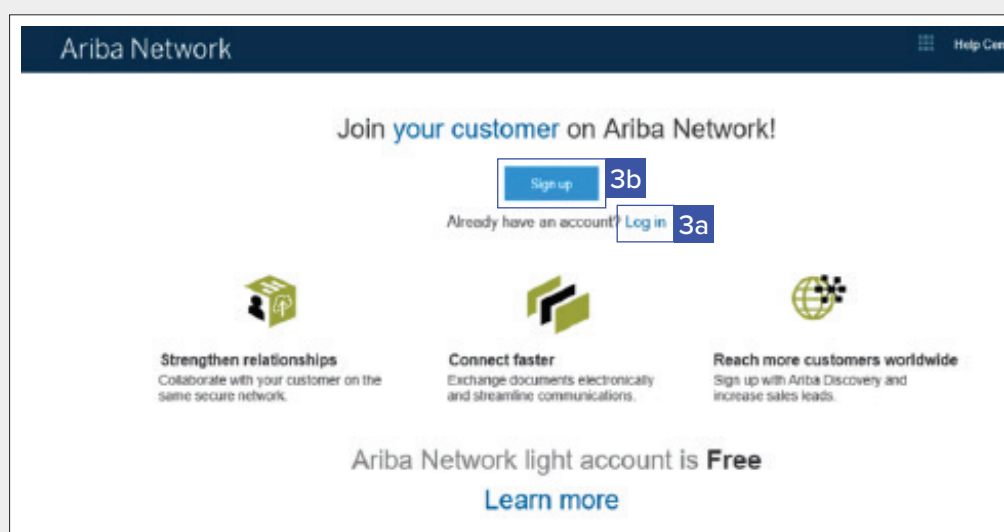 Ariba Network
Help Cen
Join your customer on Ariba Network!
Sign up 3b
Already have an account? Log in 3a
Strengthen relationships
Collaborate with your customer on the
same secure network.
Connect faster
Exchange documents electronically
and streamline communications.
Reach more customers worldwide
Sign up with Ariba Discovery and
increase sales leads.
Ariba Network light account is Free
Learn more